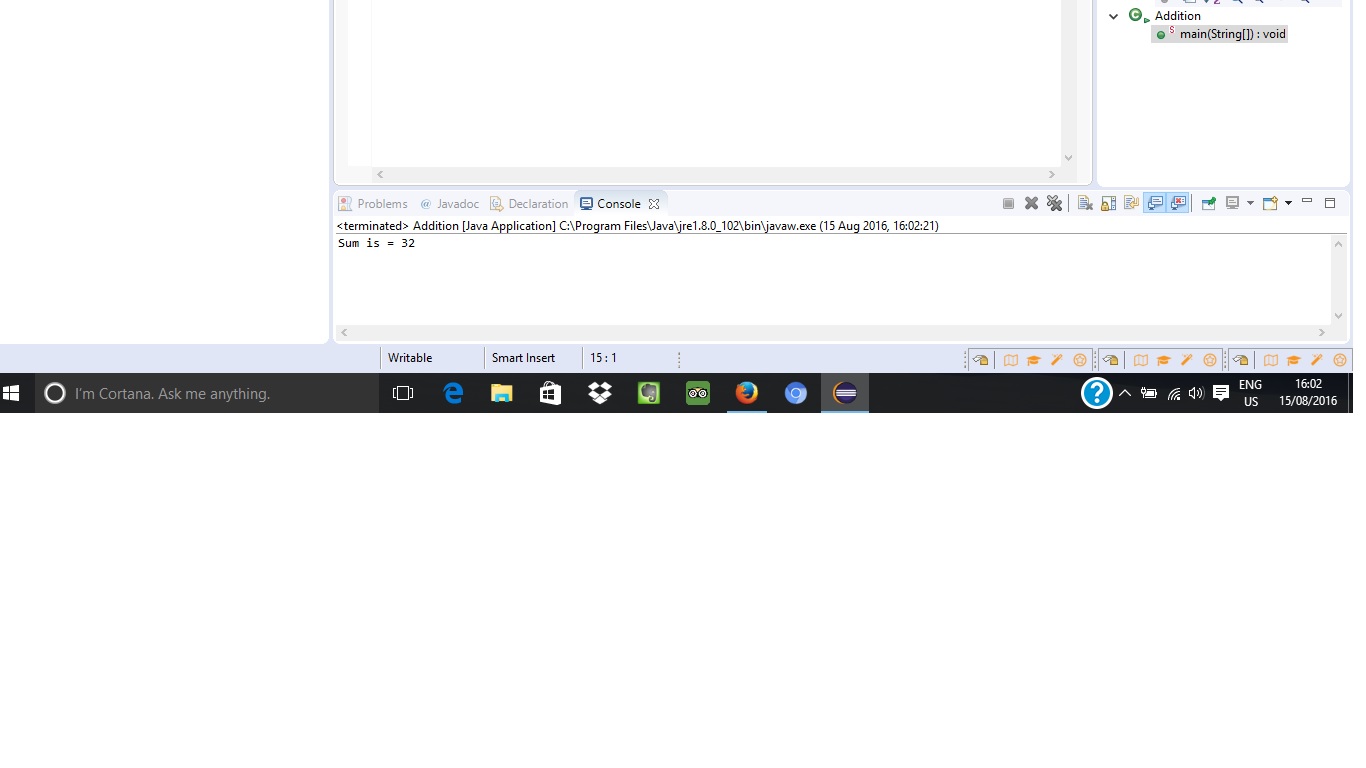 Addition
main(String[]) : void
Problems @ Javadoc Declaration Console
<terminated> Addition [Java Application] C:\Program Files\Java\jre1.8.0_102\bin\javaw.exe (15 Aug 2016, 16:02:21)
Sum is = 32
Writable Smart Insert 15 : 1
I'm Cortana. Ask me anything.
ENG 16:02
US 15/08/2016